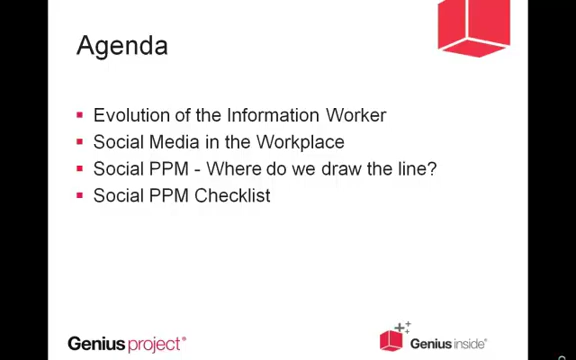 Agenda
Evolution of the Information Worker
Social Media in the Workplace
Social PPM - Where do we draw the line?
Social PPM Checklist
Genius project®
Genius inside®